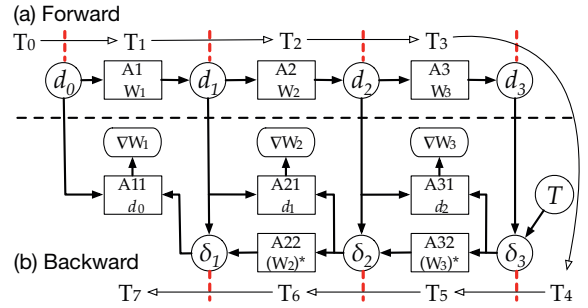 (a) Forward
T₀ T₁ T₂ T₃
d₀ A1 d₁ A2 d₂ A3 d₃
W₁ W₂ W₃
∇W₁ ∇W₂ ∇W₃
A11 A21 A31 T
d₀ d₁ d₂
δ₁ A22 δ₂ A32 δ₃
(W₂)* (W₃)*
(b) Backward
T₇ T₆ T₅ T₄